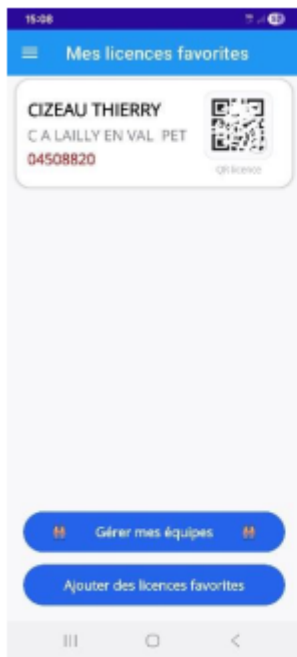 15:08
Mes licences favorites
CIZEAU THIERRY
C A LAILLY EN VAL PET
04508820
QR licence
Gérer mes équipes
Ajouter des licences favorites